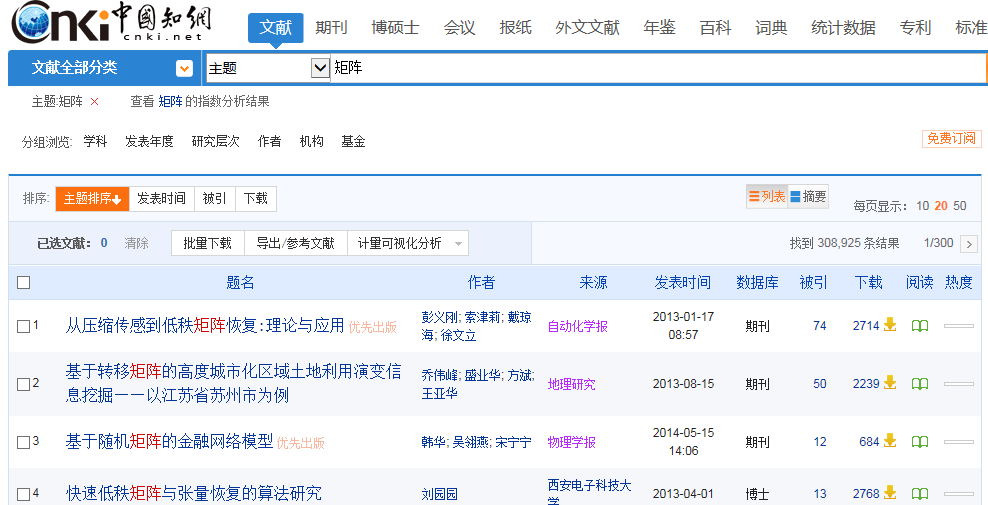 Cnki 中國知網
cnki.net
文献 期刊 博硕士 会议 报纸 外文文献 年鉴 百科 词典 统计数据 专利 标准
文献全部分类 主题 矩阵
主题:矩阵 × 查看 矩阵 的指数分析结果
分组浏览: 学科 发表年度 研究层次 作者 机构 基金 免费订阅
排序: 主题排序 发表时间 被引 下载 列表 摘要 每页显示: 10 20 50
已选文献: 0 清除 批量下载 导出/参考文献 计量可视化分析 找到 308,925 条结果 1/300 >
题名 作者 来源 发表时间 数据库 被引 下载 阅读 热度
1 从压缩传感到低秩矩阵恢复:理论与应用 优先出版 彭义刚; 索津莉; 戴琼海; 徐文立 自动化学报 2013-01-17 08:57 期刊 74 2714
2 基于转移矩阵的高度城市化区域土地利用演变信息挖掘——以江苏省苏州市为例 乔伟峰; 盛业华; 方斌; 王亚华 地理研究 2013-08-15 期刊 50 2239
3 基于随机矩阵的金融网络模型 优先出版 韩华; 吴翎燕; 宋宁宁 物理学报 2014-05-15 14:06 期刊 12 684
4 快速低秩矩阵与张量恢复的算法研究 刘园园 西安电子科技大学 2013-04-01 博士 13 2768